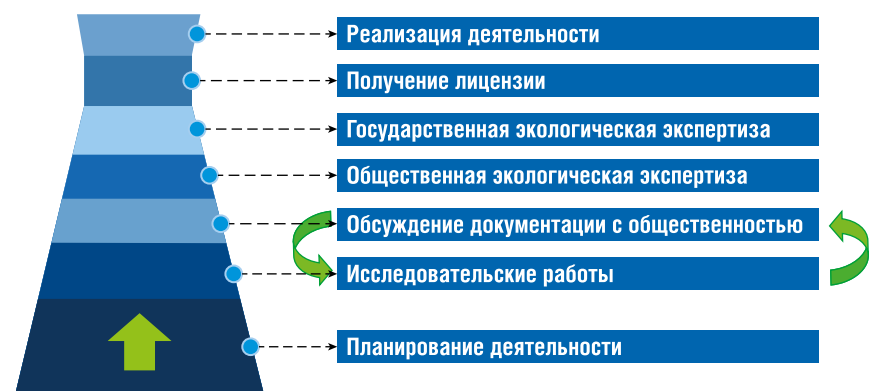 Реализация деятельности
Получение лицензии
Государственная экологическая экспертиза
Общественная экологическая экспертиза
Обсуждение документации с общественностью
Исследовательские работы
Планирование деятельности